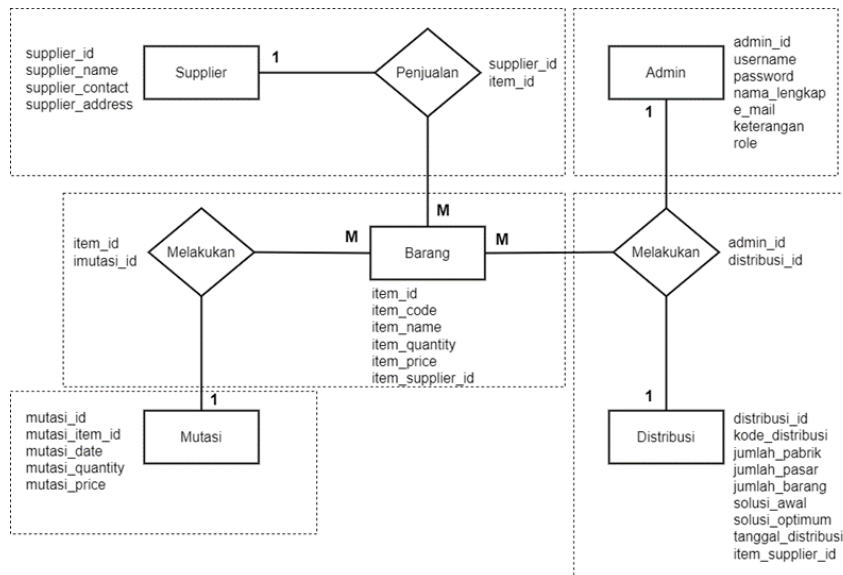 supplier_id
supplier_name
supplier_contact
supplier_address
Supplier
1
Penjualan
supplier_id
item_id
Admin
1
admin_id
username
password
nama_lengkap
e_mail
keterangan
role
item_id
imutasi_id
Melakukan
M
M
Barang
M
item_id
item_code
item_name
item_quantity
item_price
item_supplier_id
Melakukan
admin_id
distribusi_id
mutasi_id
mutasi_item_id
mutasi_date
mutasi_quantity
mutasi_price
1
Mutasi
1
Distribusi
distribusi_id
kode_distribusi
jumlah_pabrik
jumlah_pasar
jumlah_barang
solusi_awal
solusi_optimum
tanggal_distribusi
item_supplier_id